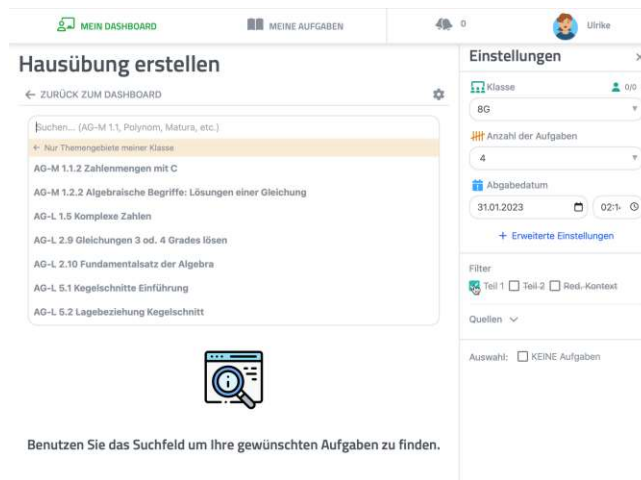 MEIN DASHBOARD
MEINE AUFGABEN
0
Ulrike
Hausübung erstellen
← ZURÜCK ZUM DASHBOARD
Suchen... (AG-M 1.1, Polynom, Matura, etc.)
← Nur Themengebiete meiner Klasse
AG-M 1.1.2 Zahlenmengen mit C
AG-M 1.2.2 Algebraische Begriffe: Lösungen einer Gleichung
AG-L 1.5 Komplexe Zahlen
AG-L 2.9 Gleichungen 3 od. 4 Grades lösen
AG-L 2.10 Fundamentalsatz der Algebra
AG-L 5.1 Kegelschnitte Einführung
AG-L 5.2 Lagebeziehung Kegelschnitt
Benutzen Sie das Suchfeld um Ihre gewünschten Aufgaben zu finden.
Einstellungen
Klasse 0/0
8G
Anzahl der Aufgaben
4
Abgabedatum
31.01.2023 02:1
+ Erweiterte Einstellungen
Filter
Teil 1 Teil 2 Red. Kontext
Quellen
Auswahl: KEINE Aufgaben